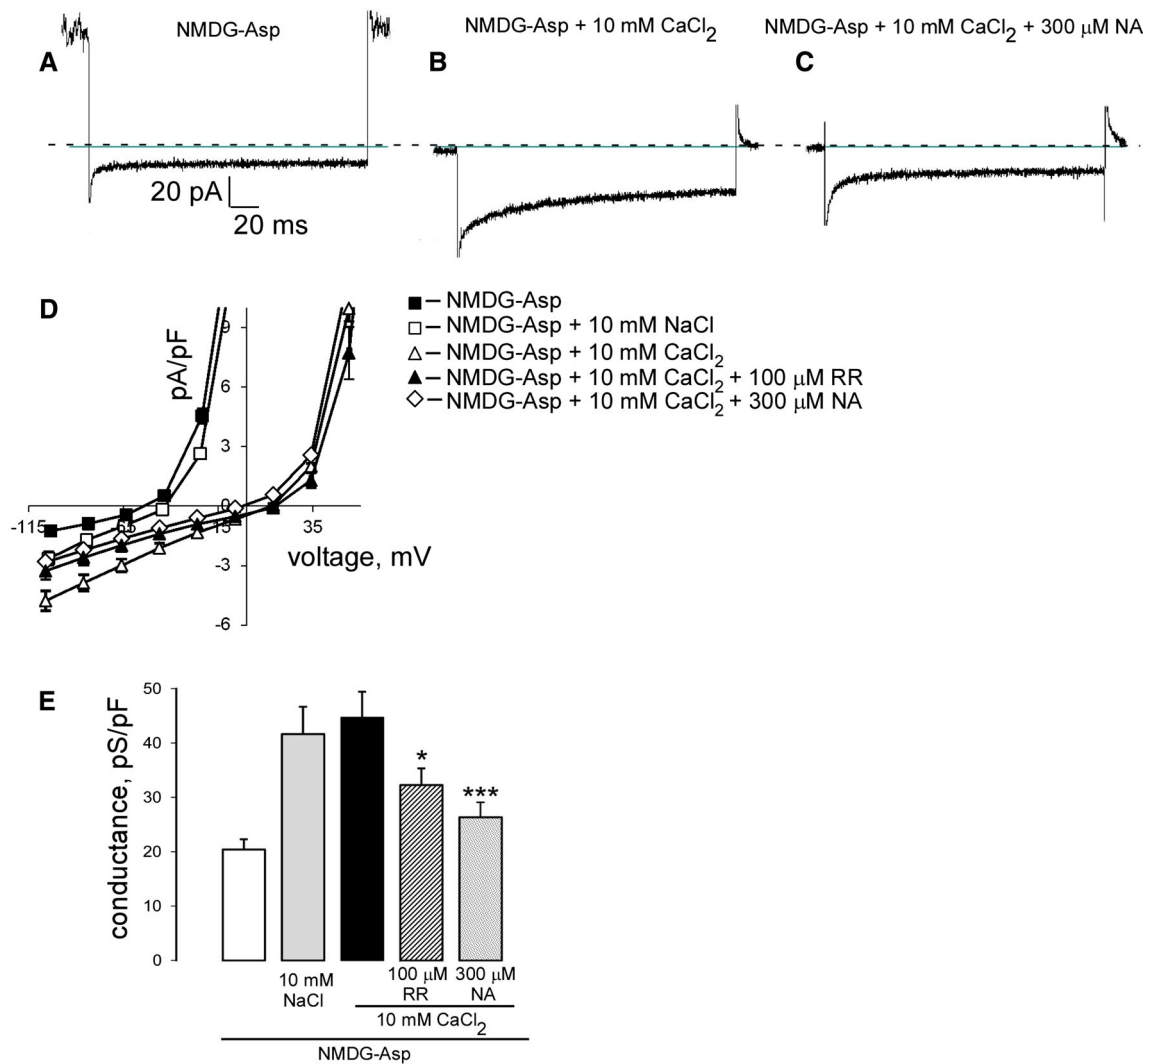 NMDG-Asp
NMDG-Asp + 10 mM CaCl2
NMDG-Asp + 10 mM CaCl2 + 300 μM NA
A
B
C
20 pA
20 ms
D
pA/pF
9
6
3
0
-3
-6
-115
-65
-15
35
voltage, mV
NMDG-Asp
NMDG-Asp + 10 mM NaCl
NMDG-Asp + 10 mM CaCl2
NMDG-Asp + 10 mM CaCl2 + 100 μM RR
NMDG-Asp + 10 mM CaCl2 + 300 μM NA
E
conductance, pS/pF
50
40
30
20
10
0
*
***
10 mM
NaCl
100 μM
RR
300 μM
NA
10 mM CaCl2
NMDG-Asp